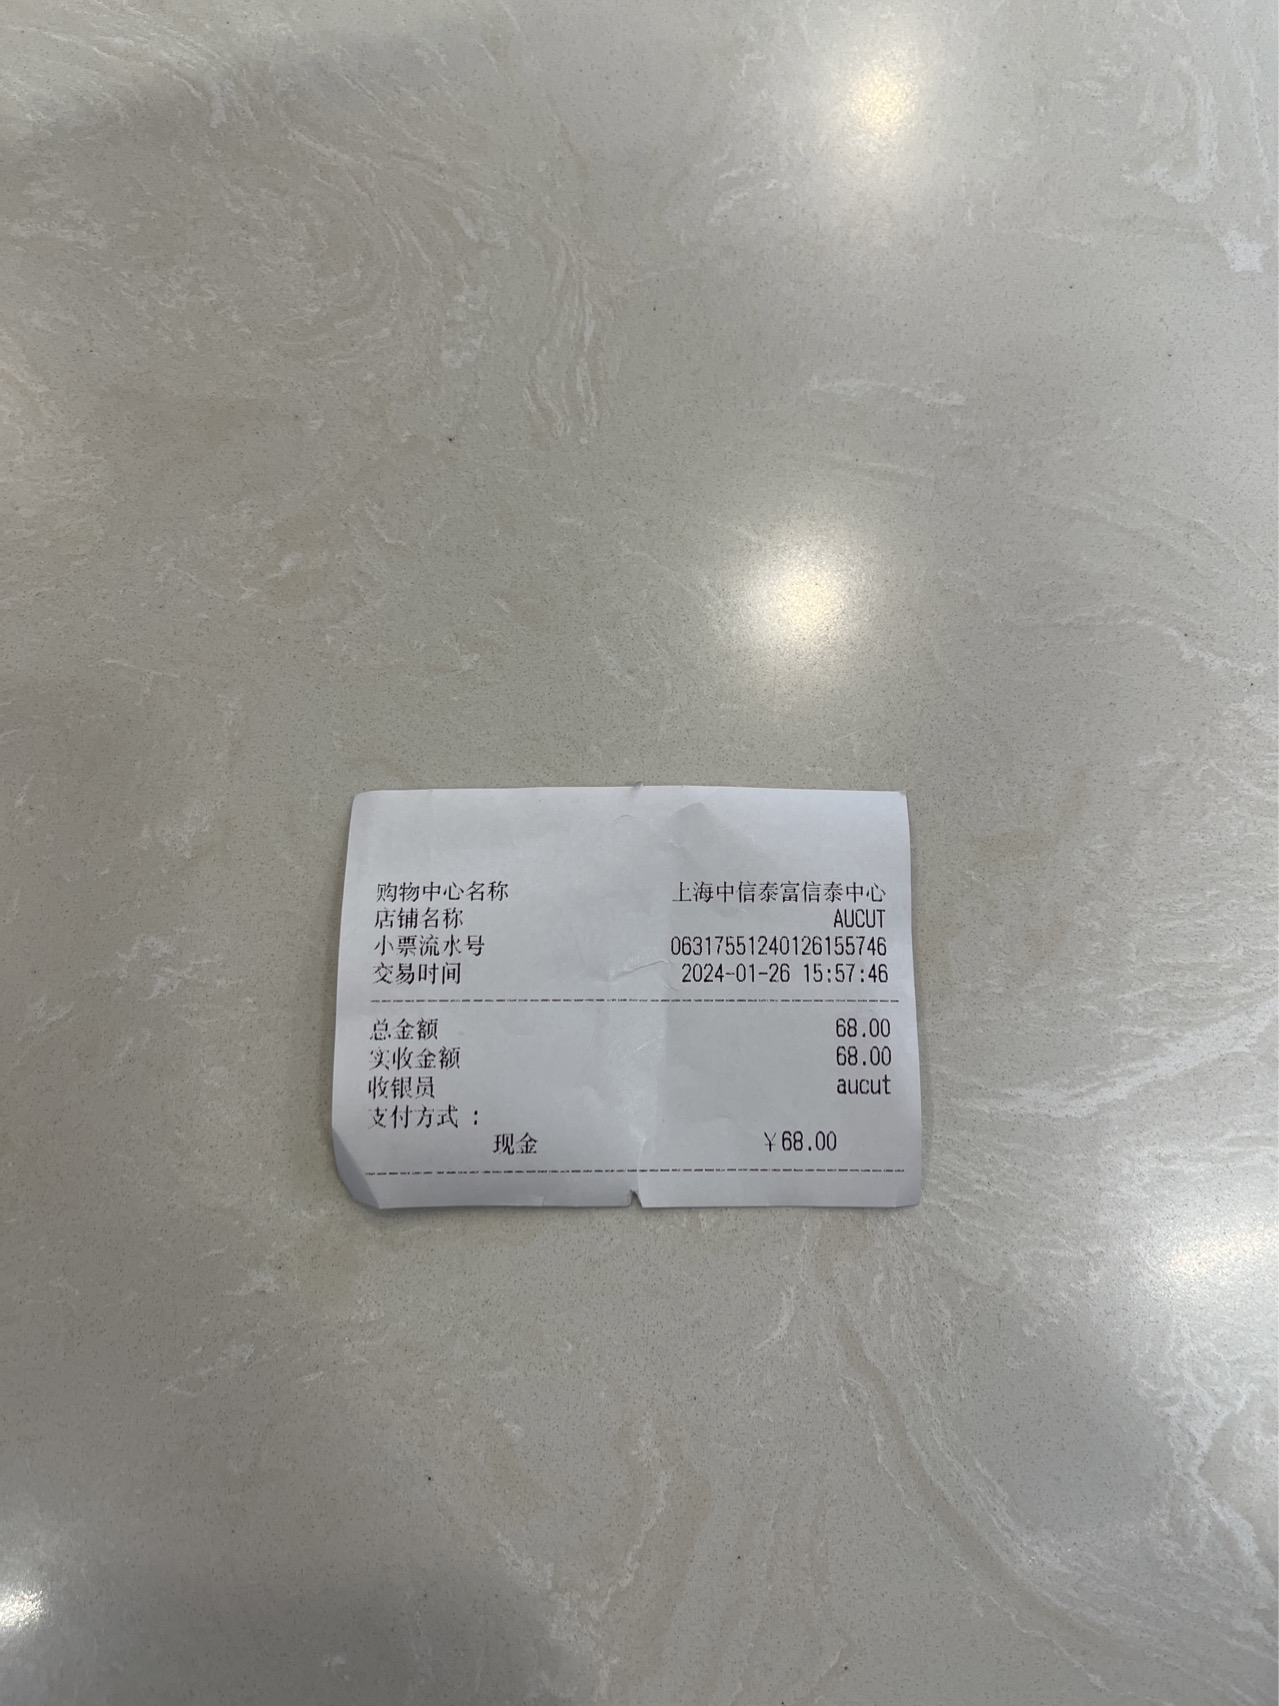 购物中心名称 上海中信泰富信泰中心
店铺名称 AUCUT
小票流水号 06317551240126155746
交易时间 2024-01-26 15:57:46
总金额 68.00
实收金额 68.00
收银员 aucut
支付方式：
现金 ￥68.00